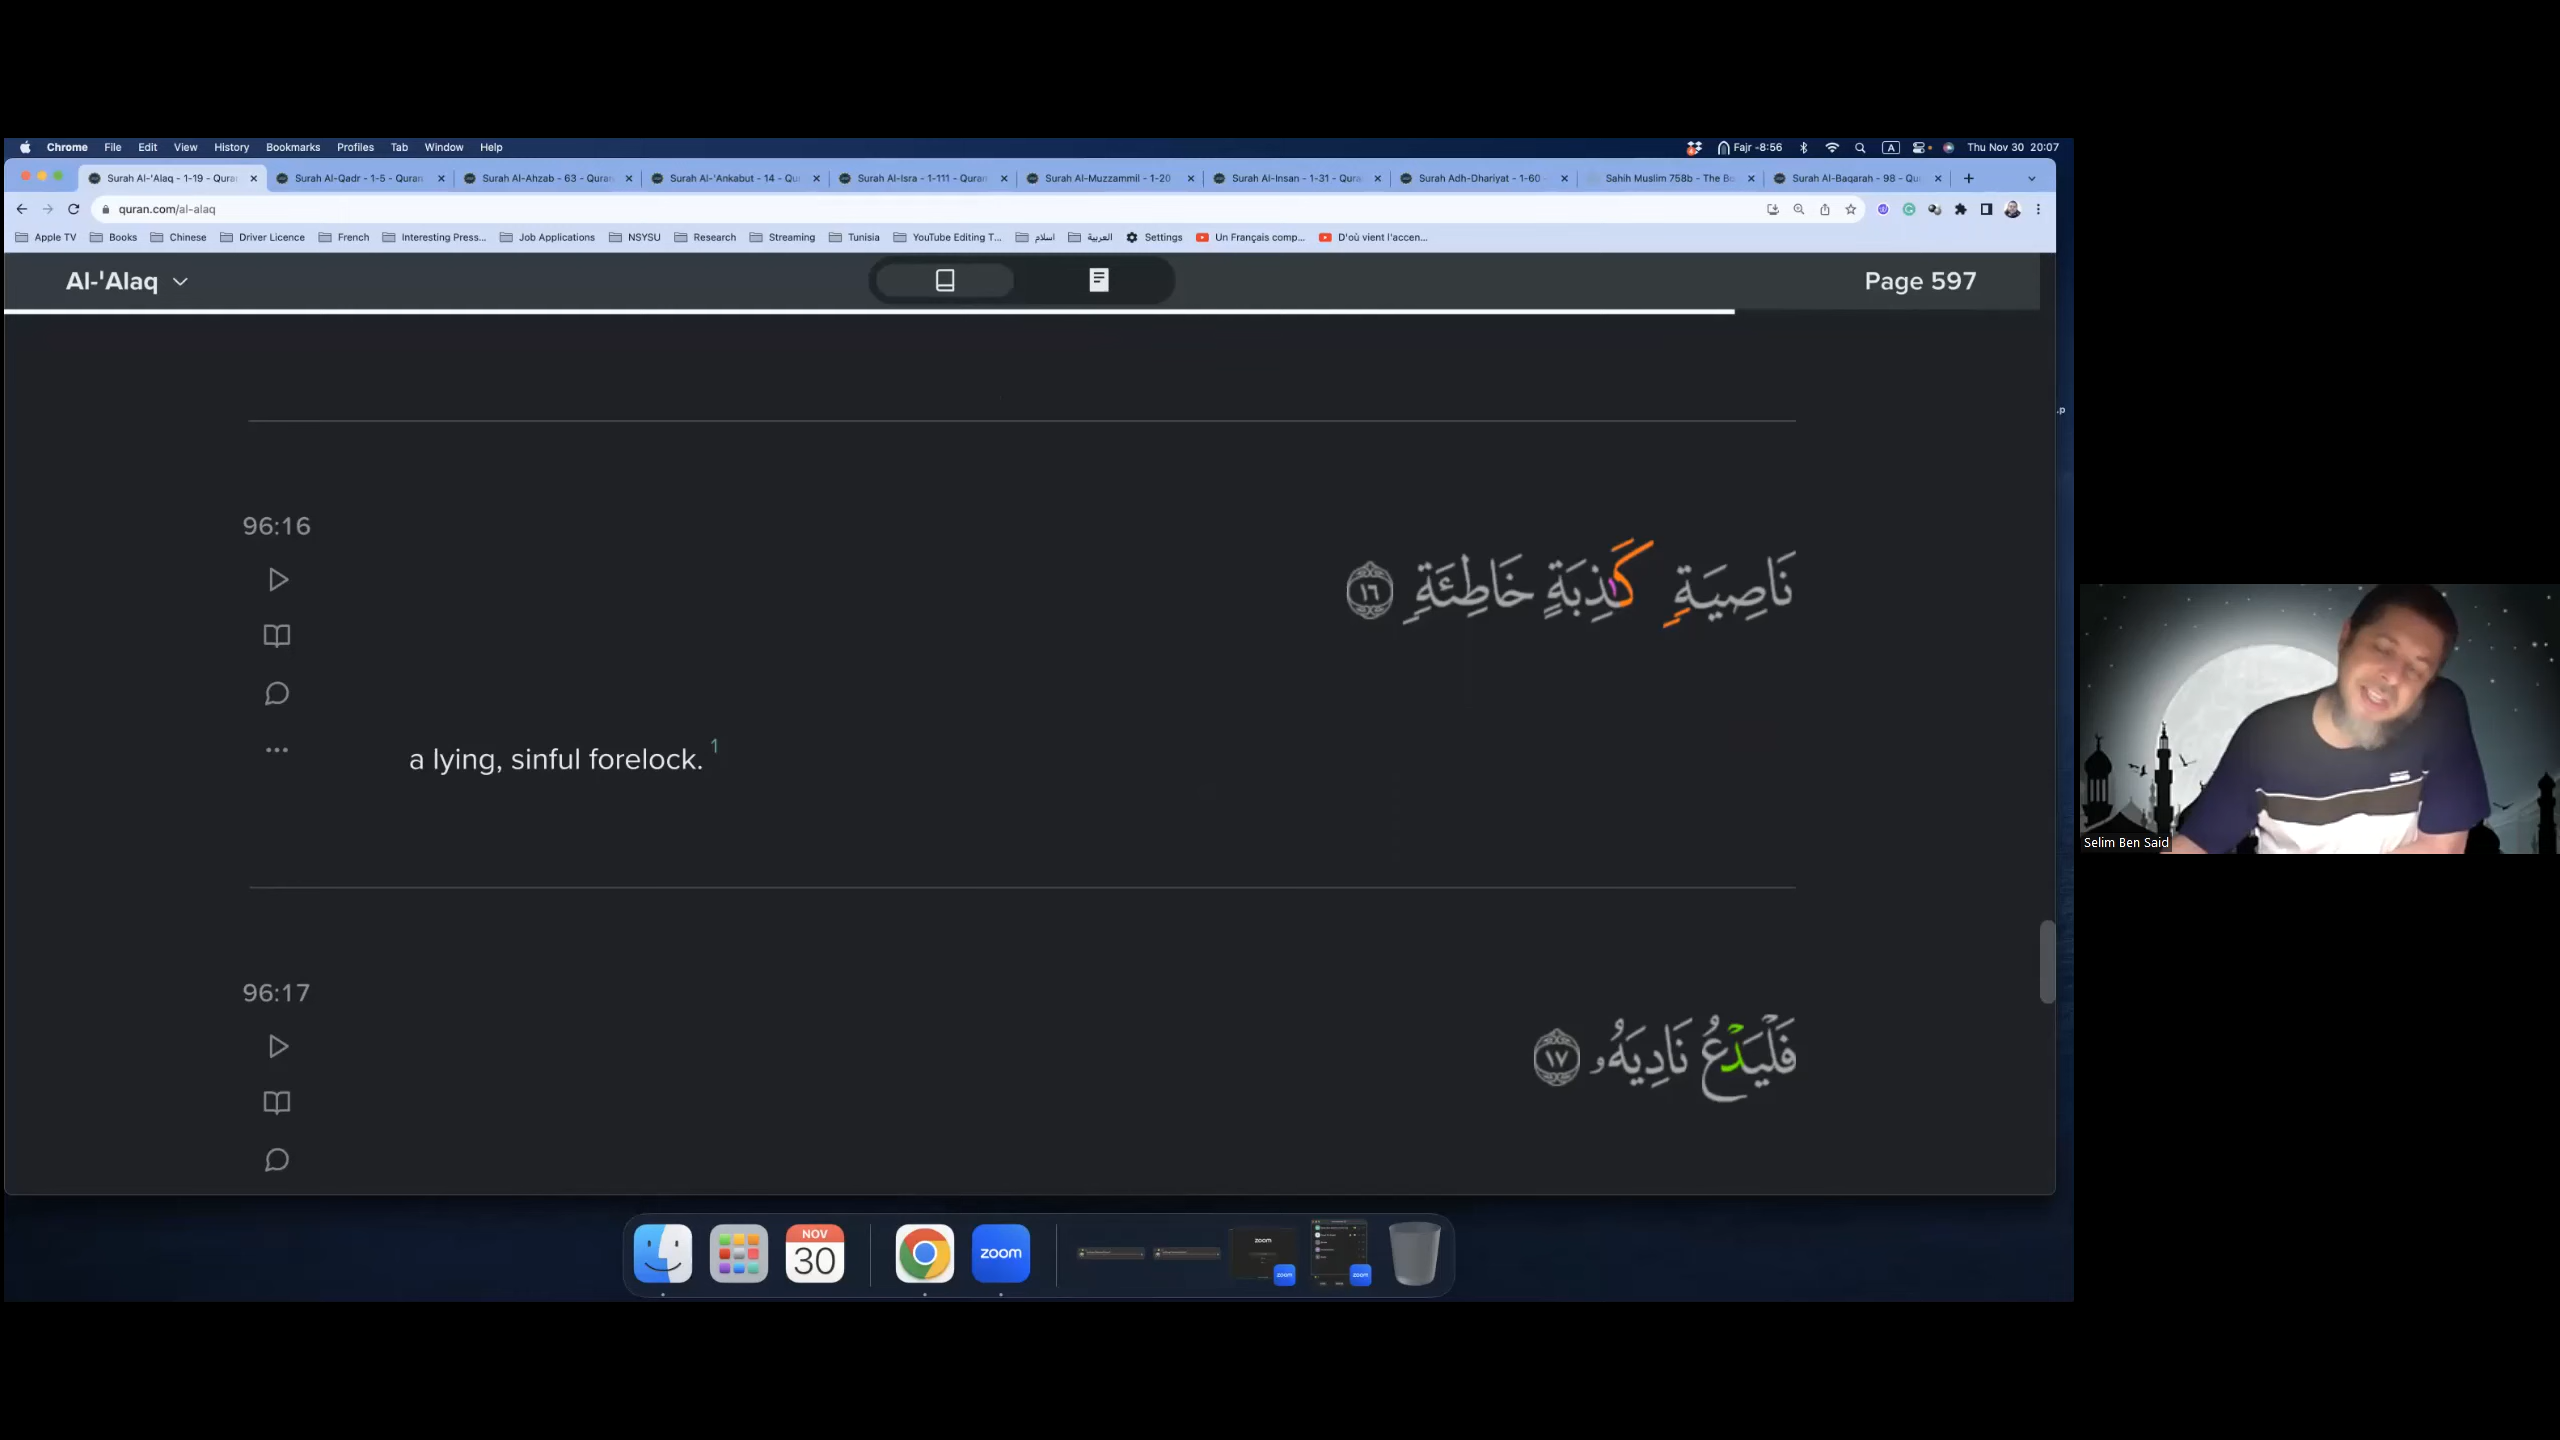 Chrome File Edit View History Bookmarks Profiles Tab Window Help Fajr -8:56 A Thu Nov 30 20:07
Surah Al-'Alaq - 1-19 - Quran Surah Al-Qadr - 1-5 - Quran Surah Al-Ahzab - 63 - Quran Surah Al-'Ankabut - 14 - Qu Surah Al-Isra - 1-111 - Quran Surah Al-Muzzammil - 1-20 Surah Al-Insan - 1-31 - Qura Surah Adh-Dhariyat - 1-60 - Sahih Muslim 758b - The Bo Surah Al-Baqarah - 98 - Qu
quran.com/al-alaq
Apple TV Books Chinese Driver Licence French Interesting Press... Job Applications NSYSU Research Streaming Tunisia YouTube Editing T... اسلام العربية Settings Un Français comp... D'où vient l'accen...
Al-'Alaq Page 597
.p
96:16
نَاصِيَةٍ كَـٰذِبَةٍ خَاطِئَةٍ ١٦
a lying, sinful forelock. 1
96:17
فَلْيَدْعُ نَادِيَهُۥ ١٧
Selim Ben Said
NOV
30
zoom
zoom
zoom
zoom